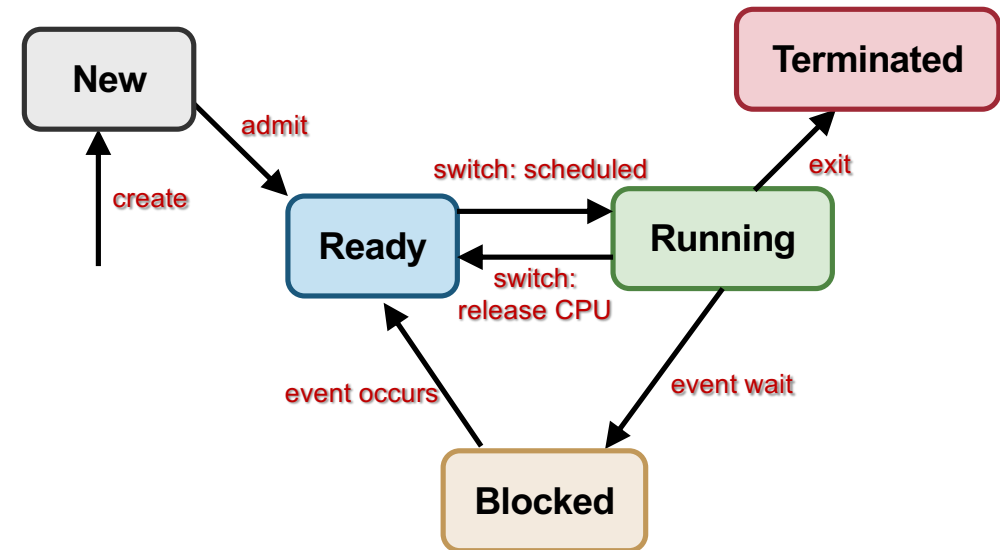 New
Terminated
admit
create
switch: scheduled
exit
Ready
Running
switch:
release CPU
event occurs
event wait
Blocked